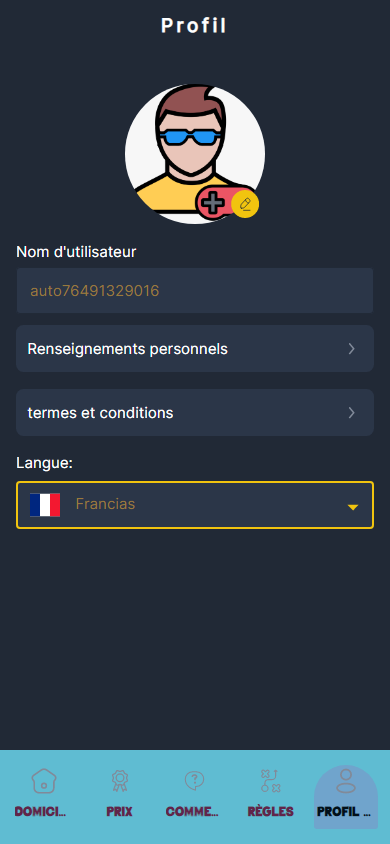 Profil
Nom d'utilisateur
auto76491329016
Renseignements personnels
termes et conditions
Langue:
Francias
DOMICI...
PRIX
COMME...
RÈGLES
PROFIL ...